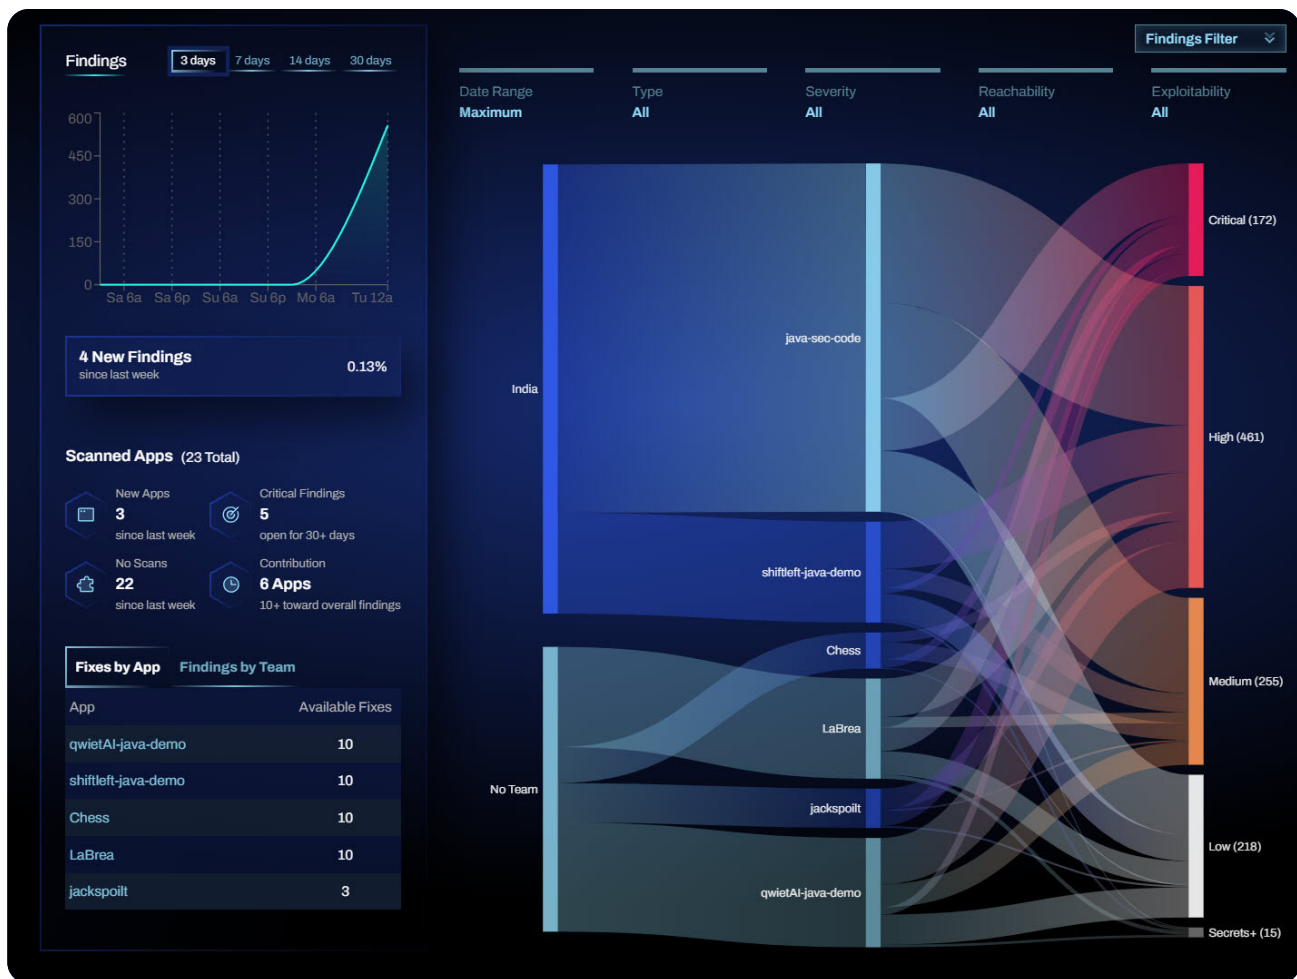 Findings
3 days
7 days
14 days
30 days
600
450
300
150
0
Sa 6a
Sa 6p
Su 6a
Su 6p
Mo 6a
Tu 12a
4 New Findings
since last week
0.13%
Scanned Apps (23 Total)
New Apps
3
since last week
Critical Findings
5
open for 30+ days
No Scans
22
since last week
Contribution
6 Apps
10+ toward overall findings
Fixes by App
Findings by Team
App Available Fixes
qwietAI-java-demo 10
shiftleft-java-demo 10
Chess 10
LaBrea 10
jackspoilt 3
Findings Filter
Date Range
Maximum
Type
All
Severity
All
Reachability
All
Exploitability
All
India
No Team
java-sec-code
shiftleft-java-demo
Chess
LaBrea
jackspoilt
qwietAI-java-demo
Critical (172)
High (461)
Medium (255)
Low (218)
Secrets+ (15)